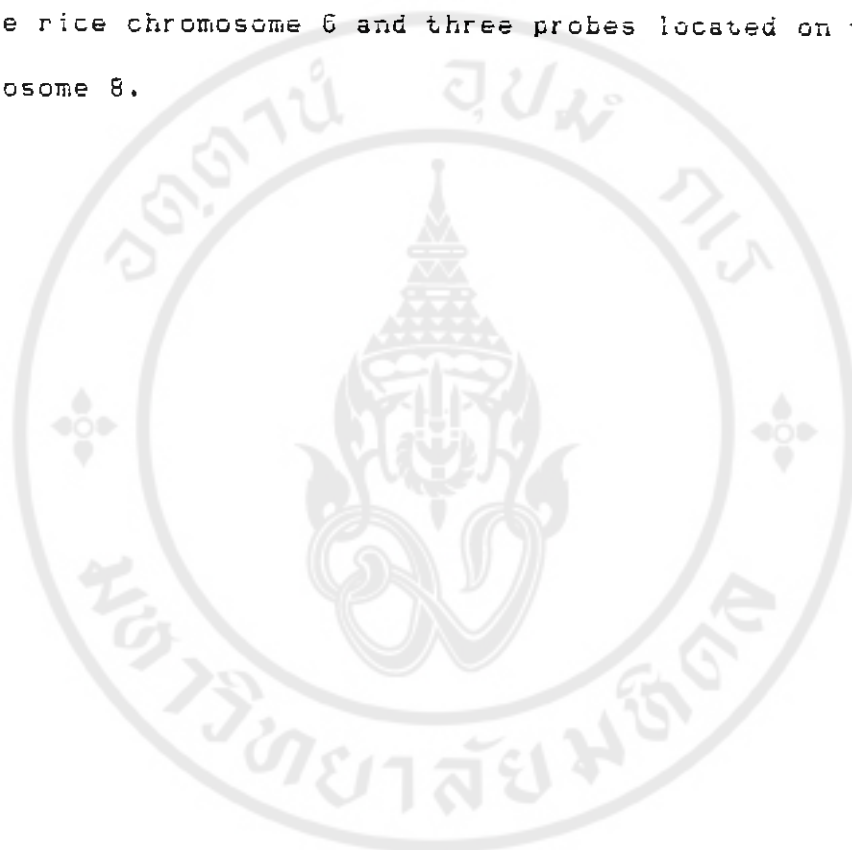 e rice chromosome 6 and three probes located on
osome 8.
อตฺตานํ อุปมํ กเร
มหาวิทยาลัยมหิดล